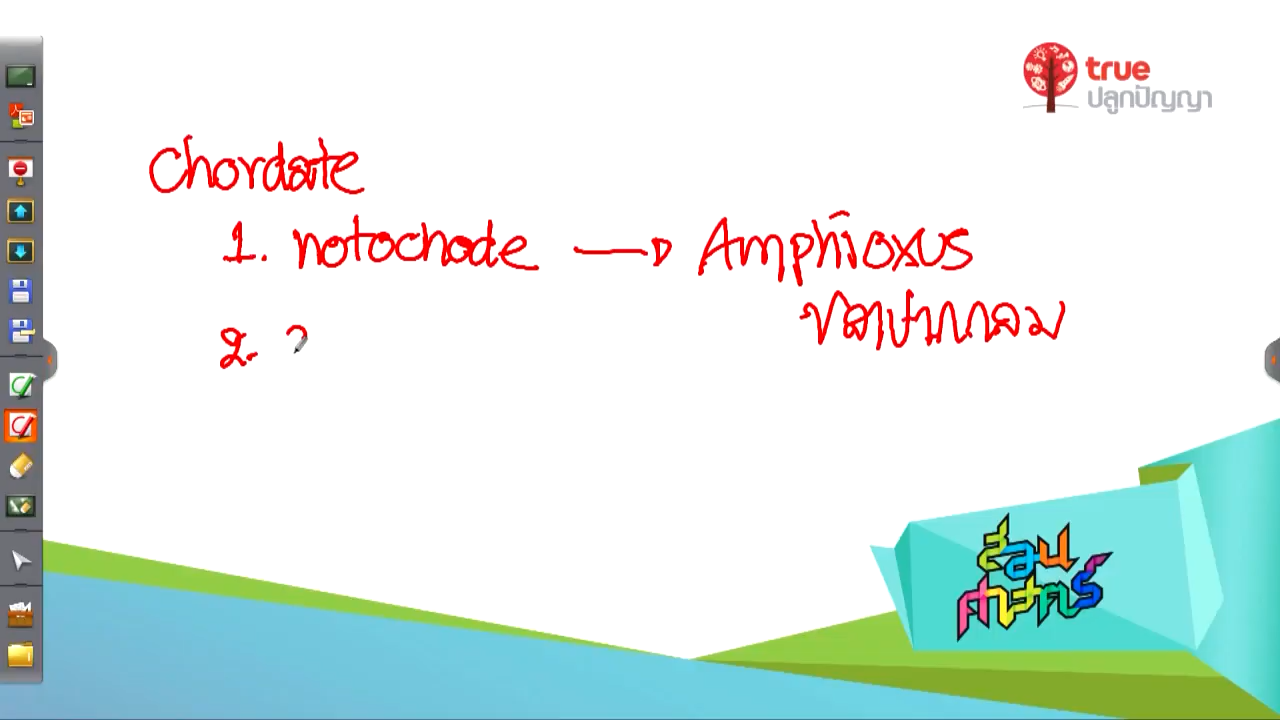 true
ปลูกปัญญา
Chordate
1. notochode → Amphioxus
ปลาปากกลม
2.
สอน
ศาสตร์